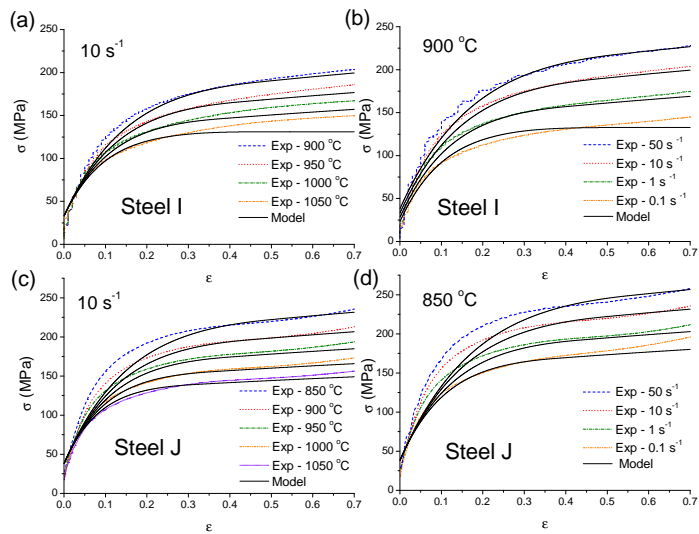 (a)
10 s⁻¹
250
200
150
100
50
0
σ (MPa)
Exp - 900 °C
Exp - 950 °C
Exp - 1000 °C
Exp - 1050 °C
Model
Steel I
0.0 0.1 0.2 0.3 0.4 0.5 0.6 0.7
ε
(b)
900 °C
250
200
150
100
50
0
σ (MPa)
Exp - 50 s⁻¹
Exp - 10 s⁻¹
Exp - 1 s⁻¹
Exp - 0.1 s⁻¹
Model
Steel I
0.0 0.1 0.2 0.3 0.4 0.5 0.6 0.7
ε
(c)
10 s⁻¹
250
200
150
100
50
0
σ (MPa)
Exp - 850 °C
Exp - 900 °C
Exp - 950 °C
Exp - 1000 °C
Exp - 1050 °C
Model
Steel J
0.0 0.1 0.2 0.3 0.4 0.5 0.6 0.7
ε
(d)
850 °C
250
200
150
100
50
0
σ (MPa)
Exp - 50 s⁻¹
Exp - 10 s⁻¹
Exp - 1 s⁻¹
Exp - 0.1 s⁻¹
Model
Steel J
0.0 0.1 0.2 0.3 0.4 0.5 0.6 0.7
ε